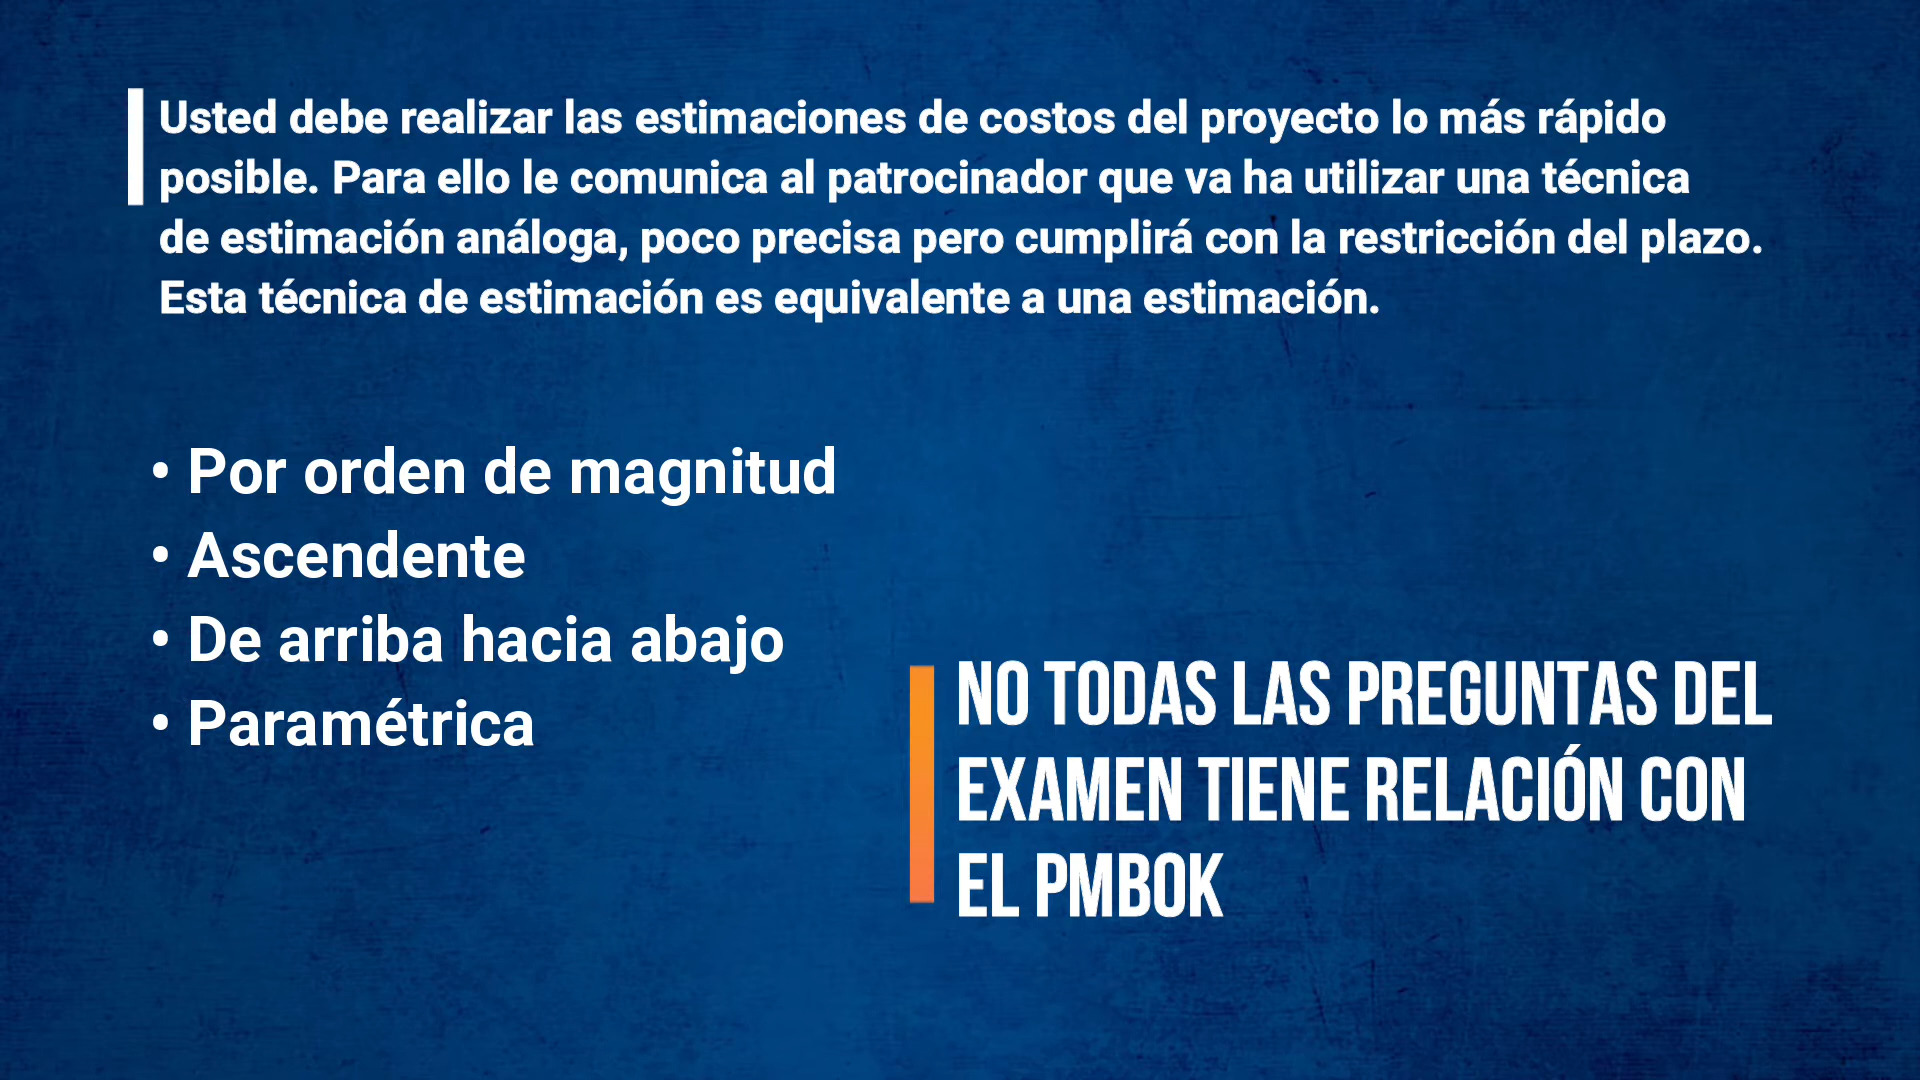 Usted debe realizar las estimaciones de costos del proyecto lo más rápido
posible. Para ello le comunica al patrocinador que va ha utilizar una técnica
de estimación análoga, poco precisa pero cumplirá con la restricción del plazo.
Esta técnica de estimación es equivalente a una estimación.
• Por orden de magnitud
• Ascendente
• De arriba hacia abajo
• Paramétrica
NO TODAS LAS PREGUNTAS DEL
EXAMEN TIENE RELACIÓN CON
EL PMBOK